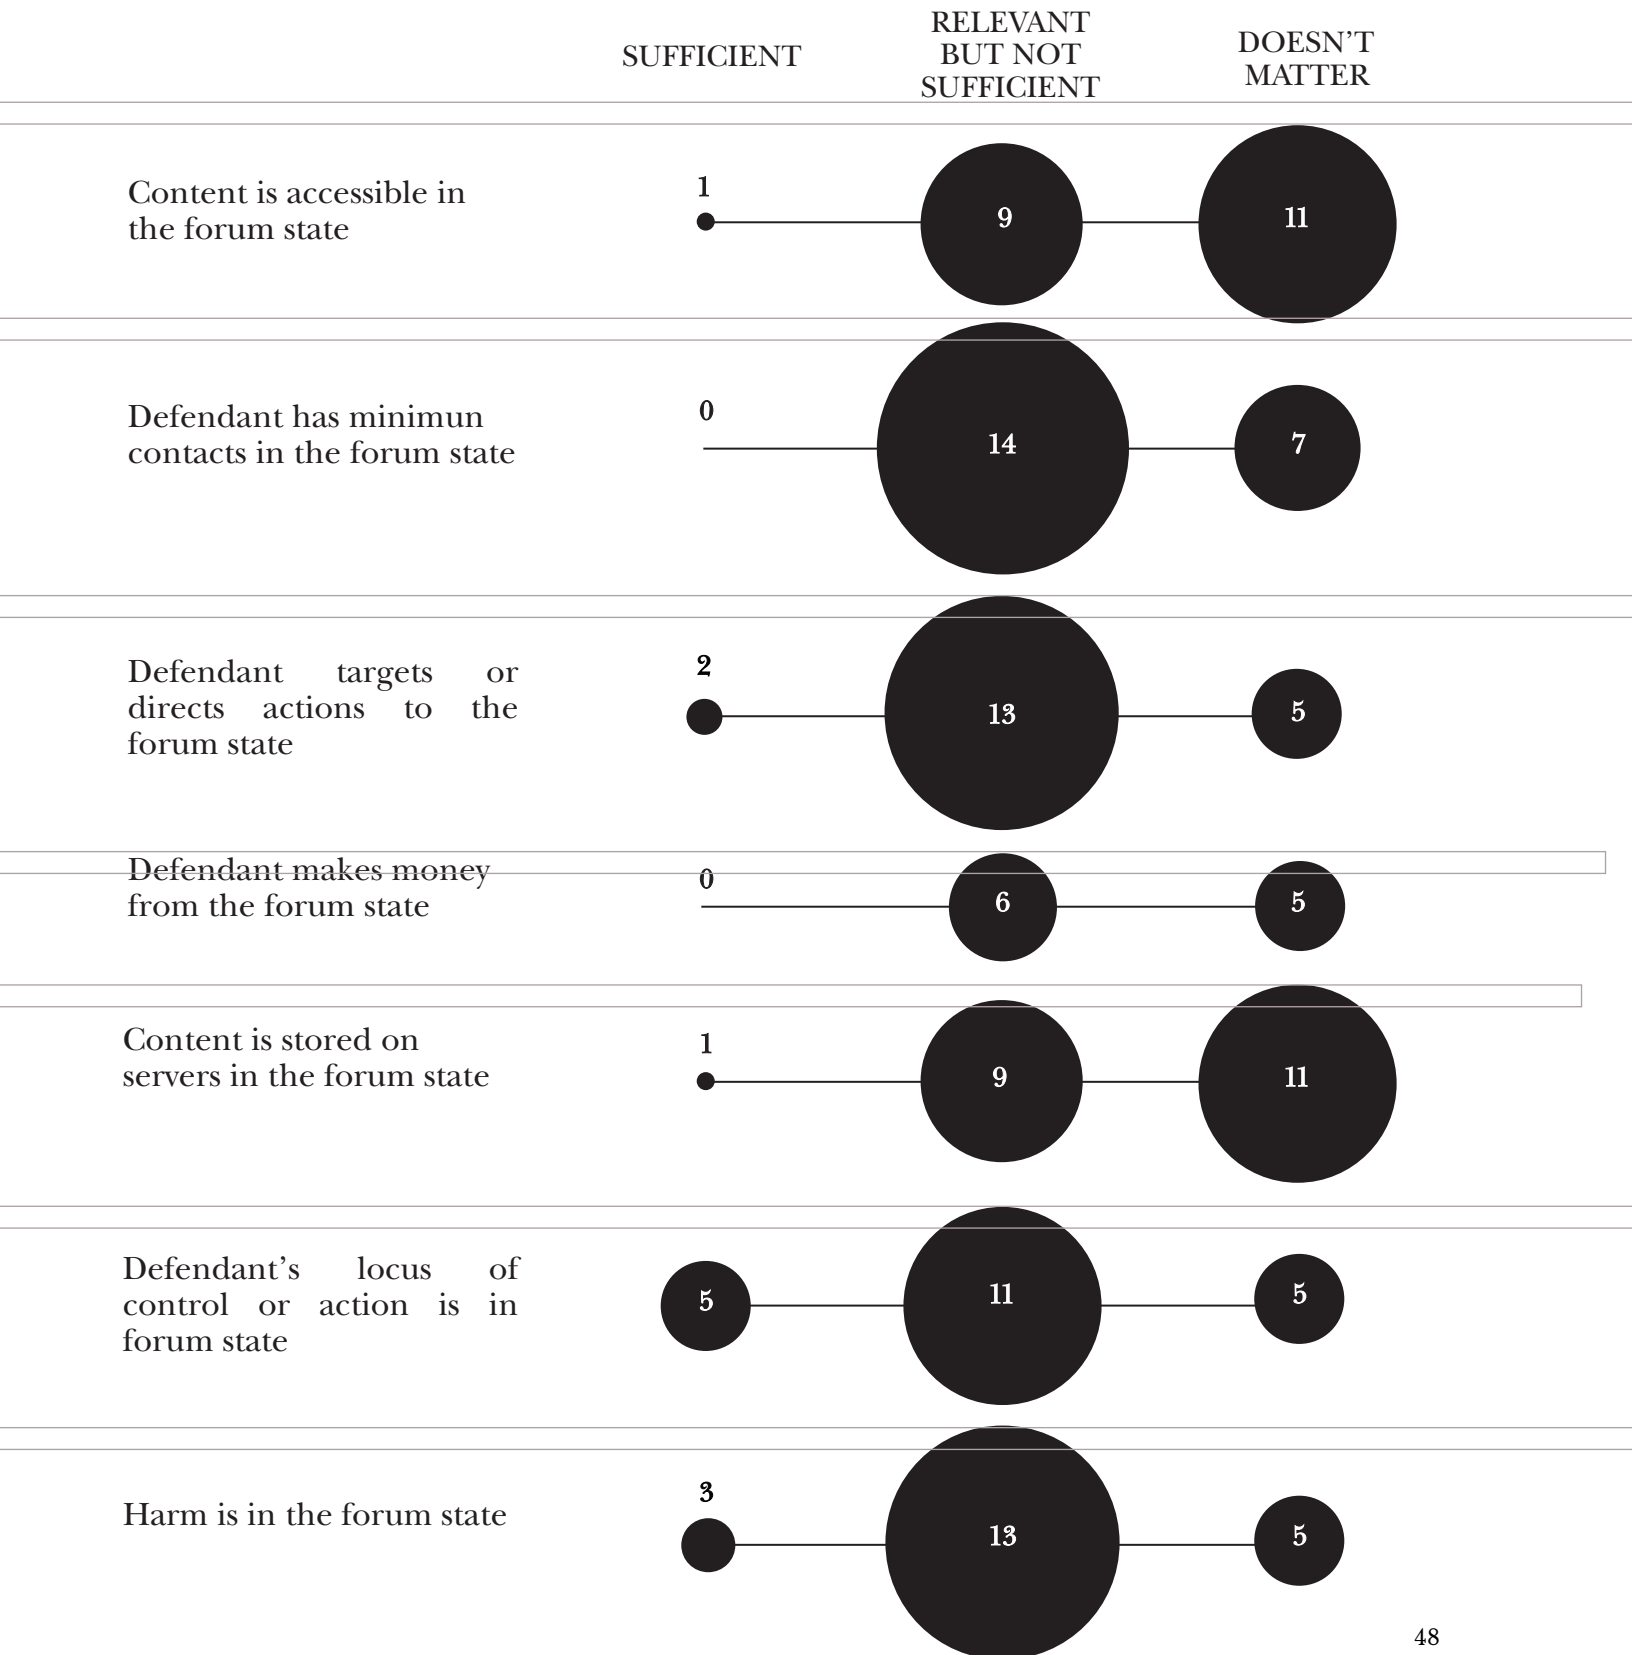 SUFFICIENT
RELEVANT
BUT NOT
SUFFICIENT
DOESN'T
MATTER
Content is accessible in
the forum state
1
9
11
Defendant has minimun
contacts in the forum state
0
14
7
Defendant targets or
directs actions to the
forum state
2
13
5
Defendant makes money
from the forum state
0
6
5
Content is stored on
servers in the forum state
1
9
11
Defendant’s locus of
control or action is in
forum state
5
11
5
Harm is in the forum state
3
13
5
48